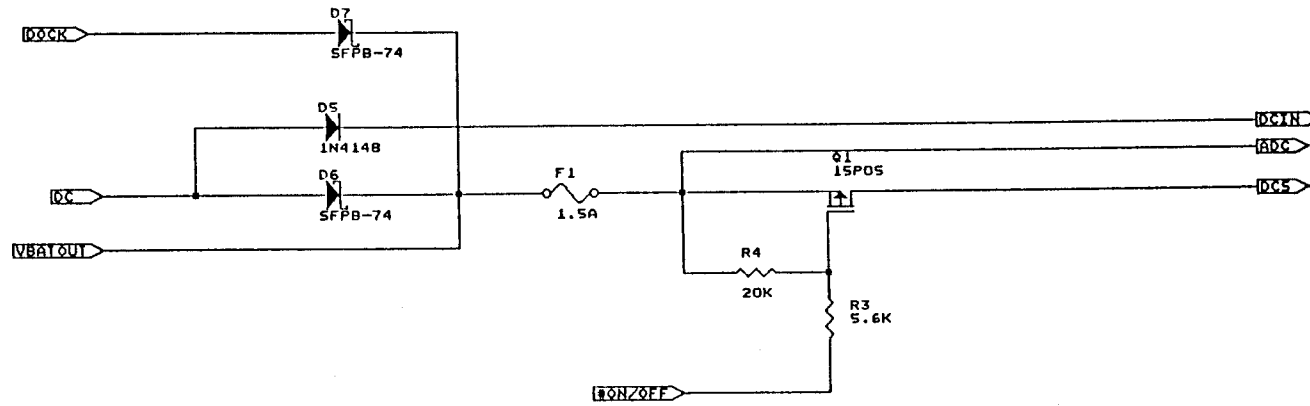 D7
DOCK
SFPB-74
D5
DCIN
1N4148
ADC
Q1
15P05
D6
F1
DC
DCS
SFPB-74
1.5A
VBATOUT
R4
20K
R3
5.6K
#ON/OFF